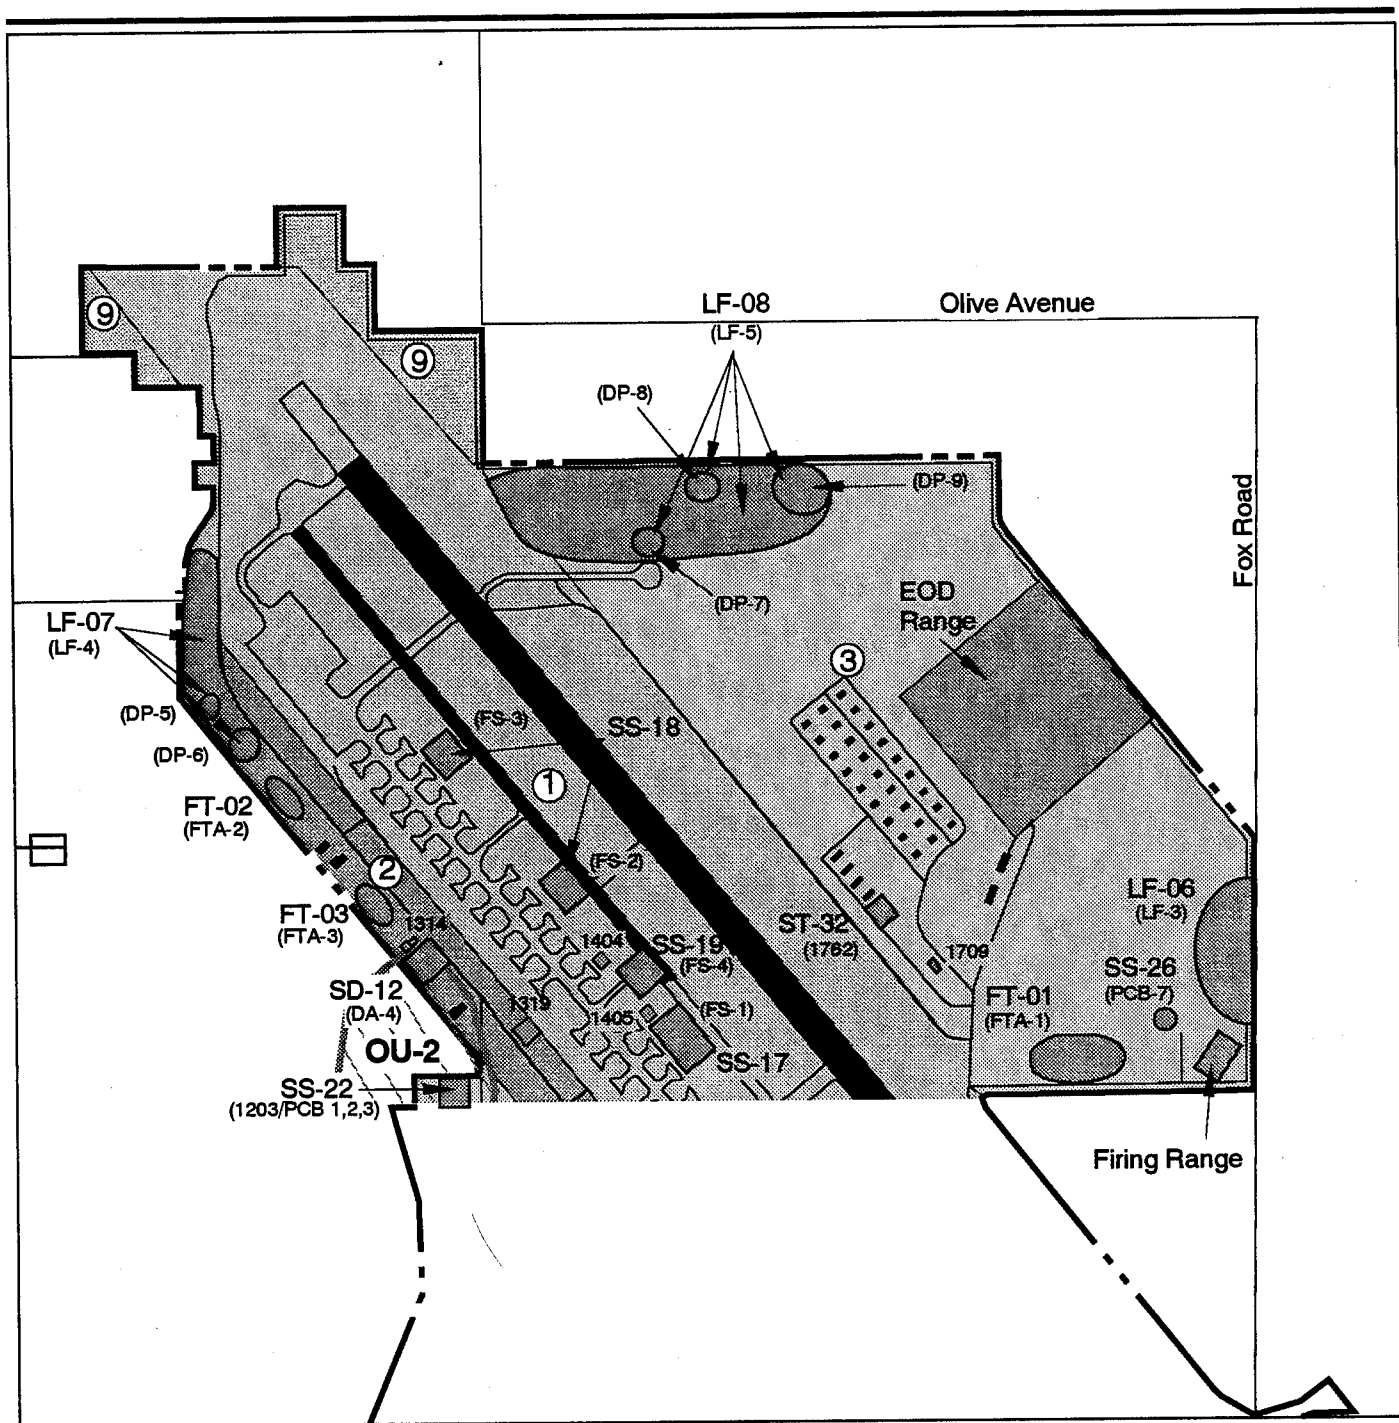 LF-08
Olive Avenue
(LF-5)
9
9
(DP-8)
(DP-9)
Fox Road
EOD
Range
(DP-7)
LF-07
(LF-4)
3
(DP-5)
(FS-3)
SS-18
(DP-6)
1
FT-02
(FTA-2)
(FS-2)
2
LF-06
(LF-3)
FT-03
(FTA-3)
1314
ST-32
(1762)
1404
SS-19
(FS-4)
1709
SS-26
(PCB-7)
SD-12
(DA-4)
FT-01
(FTA-1)
1319
1405
(FS-1)
OU-2
SS-17
SS-22
(1203/PCB 1,2,3)
Firing Range